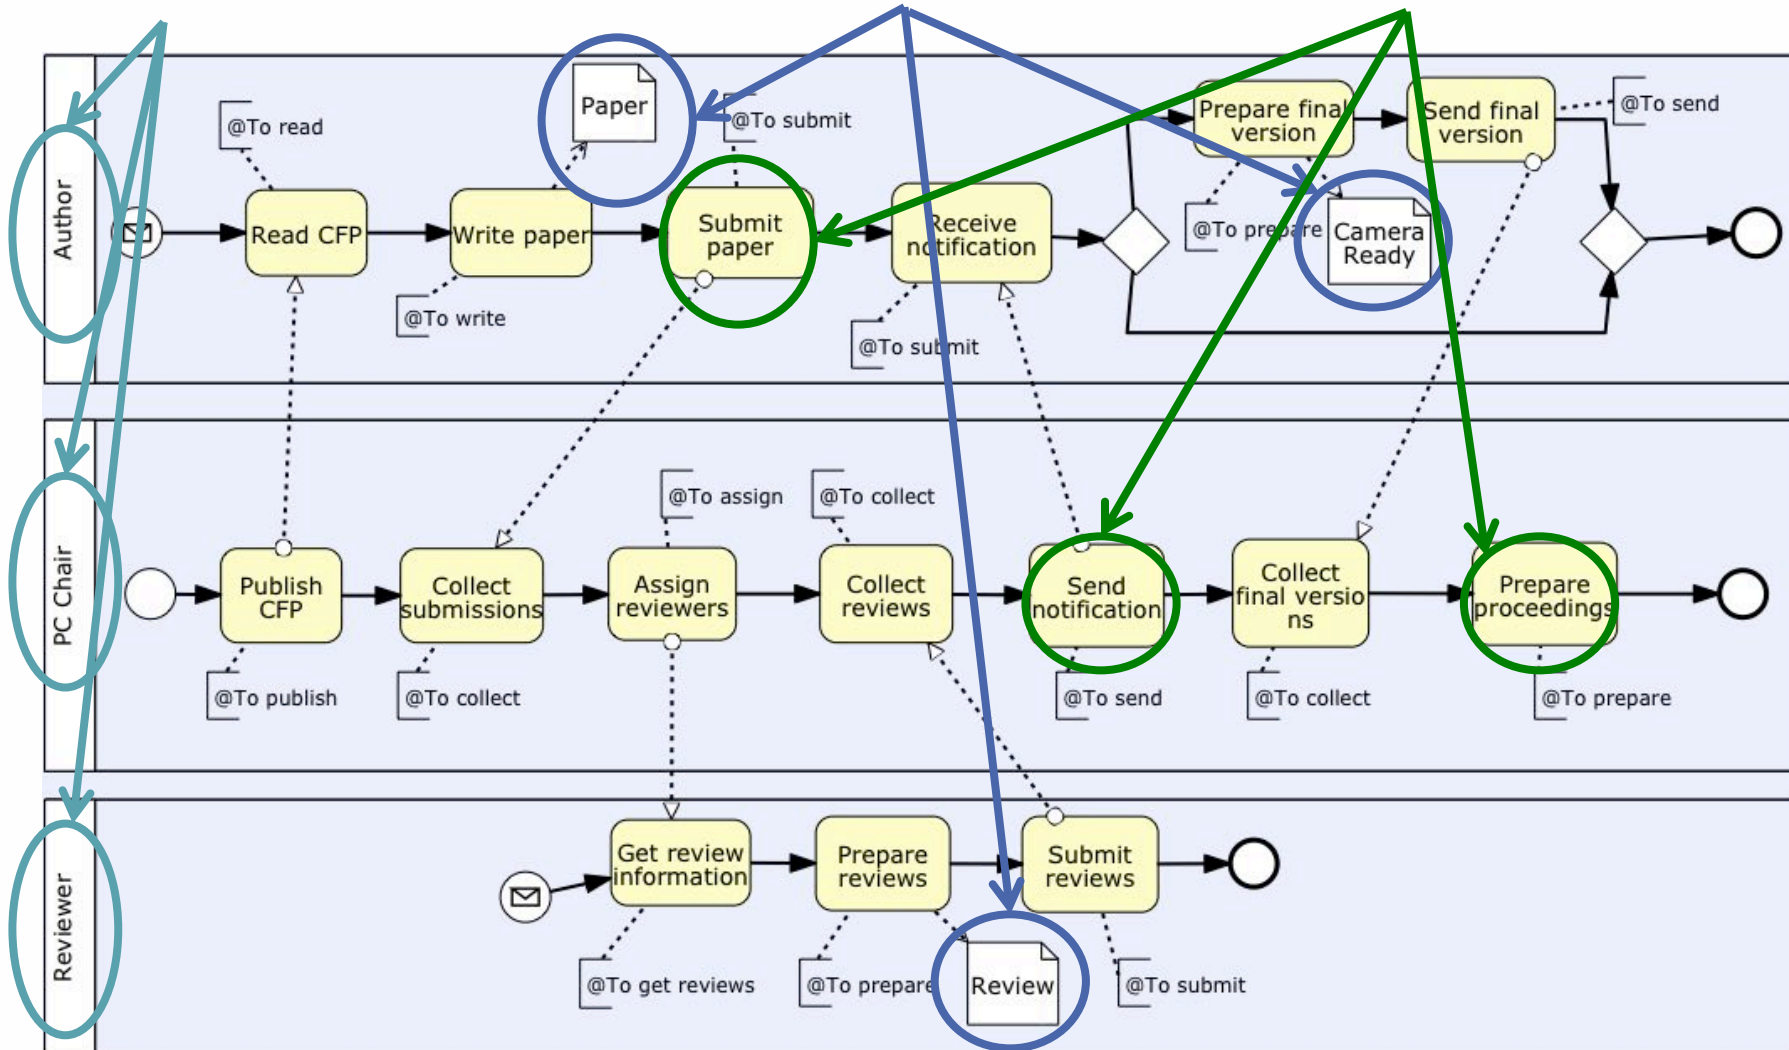 Author
@To read
Paper
@To submit
Prepare final
version
Send final
version
@To send
Read CFP
Write paper
Submit
paper
Receive
notification
@To prepare
Camera
Ready
@To write
@To submit
PC Chair
@To assign
@To collect
Publish
CFP
Collect
submissions
Assign
reviewers
Collect
reviews
Send
notification
Collect
final versio
ns
Prepare
proceedings
@To publish
@To collect
@To send
@To collect
@To prepare
Reviewer
Get review
information
Prepare
reviews
Submit
reviews
@To get reviews
@To prepare
Review
@To submit